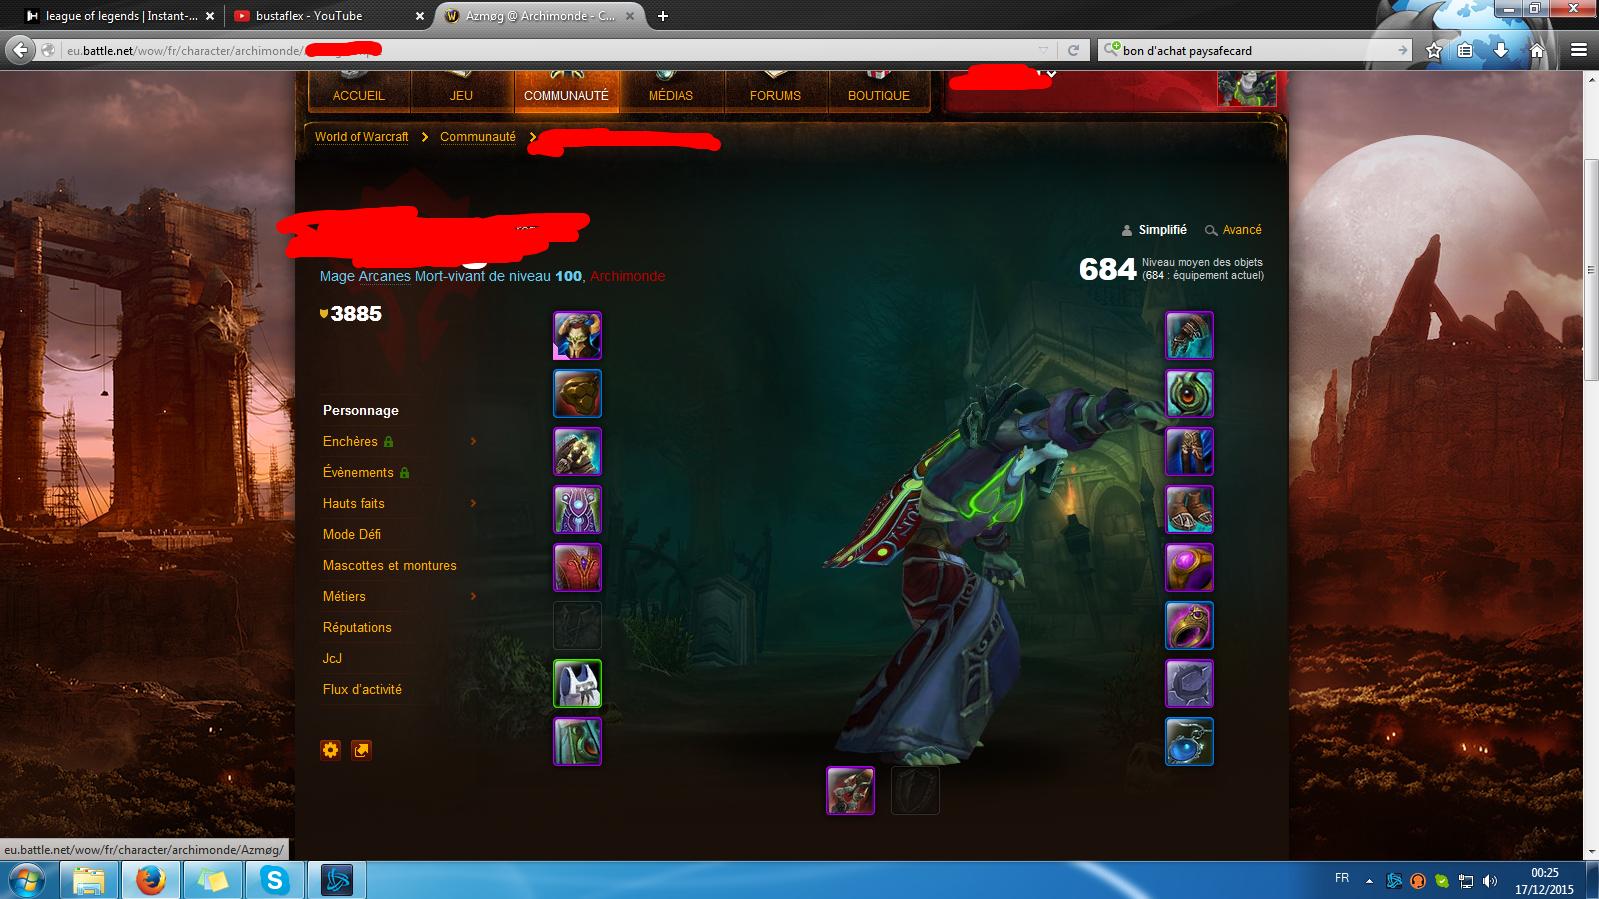 league of legends | Instant-...
bustaflex - YouTube
Azmøg @ Archimonde - C...
eu.battle.net/wow/fr/character/archimonde/
bon d'achat paysafecard
ACCUEIL
JEU
COMMUNAUTÉ
MÉDIAS
FORUMS
BOUTIQUE
World of Warcraft
Communauté
Simplifié
Avancé
Mage Arcanes Mort-vivant de niveau 100, Archimonde
684
Niveau moyen des objets
(684 : équipement actuel)
3885
Personnage
Enchères
Évènements
Hauts faits
Mode Défi
Mascottes et montures
Métiers
Réputations
JcJ
Flux d'activité
eu.battle.net/wow/fr/character/archimonde/Azmøg/
FR
00:25
17/12/2015